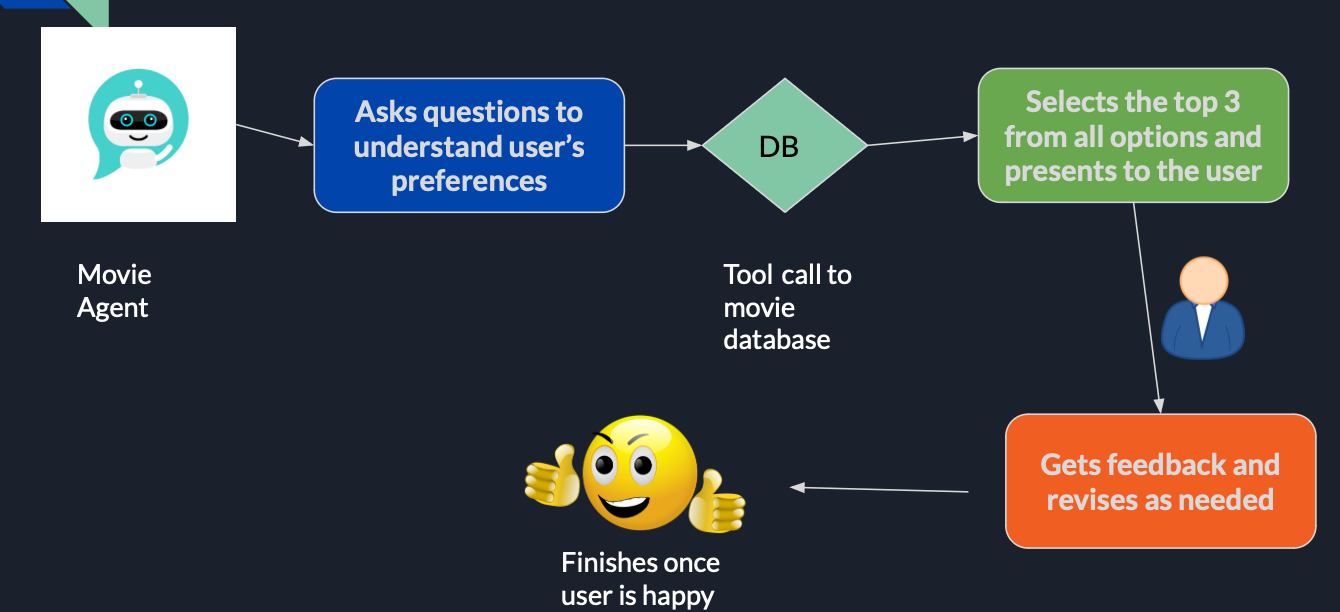 Asks questions to
understand user’s
preferences
DB
Selects the top 3
from all options and
presents to the user
Movie
Agent
Tool call to
movie
database
Gets feedback and
revises as needed
Finishes once
user is happy